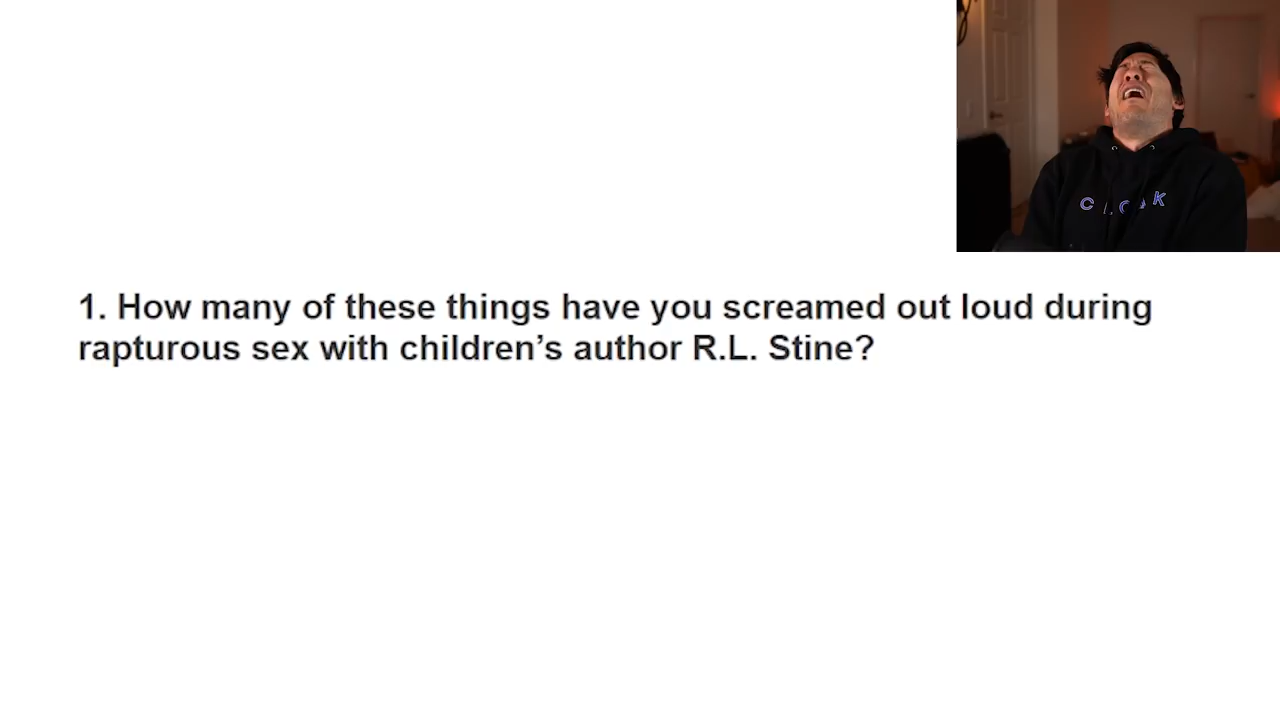 C L O A K
1. How many of these things have you screamed out loud during
rapturous sex with children’s author R.L. Stine?